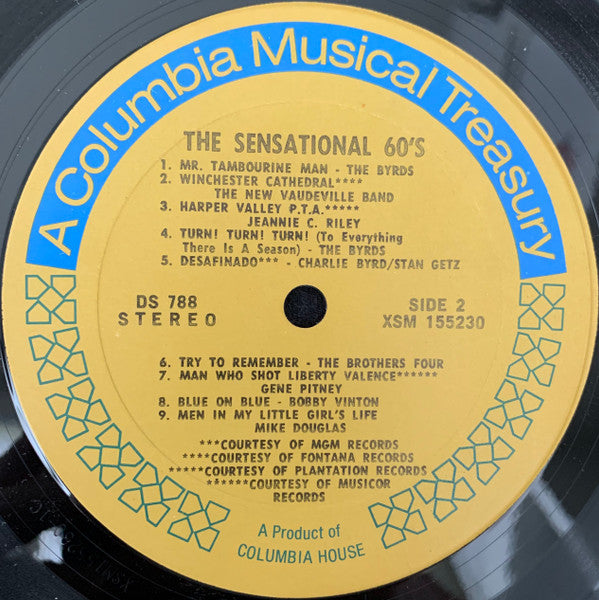 A Columbia Musical Treasury
THE SENSATIONAL 60'S
1. MR. TAMBOURINE MAN - THE BYRDS
2. WINCHESTER CATHEDRAL****
THE NEW VAUDEVILLE BAND
3. HARPER VALLEY P.T.A.*****
JEANNIE C. RILEY
4. TURN! TURN! TURN! (To Everything
There Is A Season) - THE BYRDS
5. DESAFINADO*** - CHARLIE BYRD/STAN GETZ
DS 788
STEREO
SIDE 2
XSM 155230
6. TRY TO REMEMBER - THE BROTHERS FOUR
7. MAN WHO SHOT LIBERTY VALENCE******
GENE PITNEY
8. BLUE ON BLUE - BOBBY VINTON
9. MEN IN MY LITTLE GIRL'S LIFE
MIKE DOUGLAS
***COURTESY OF MGM RECORDS
****COURTESY OF FONTANA RECORDS
*****COURTESY OF PLANTATION RECORDS
******COURTESY OF MUSICOR
RECORDS
A Product of
COLUMBIA HOUSE